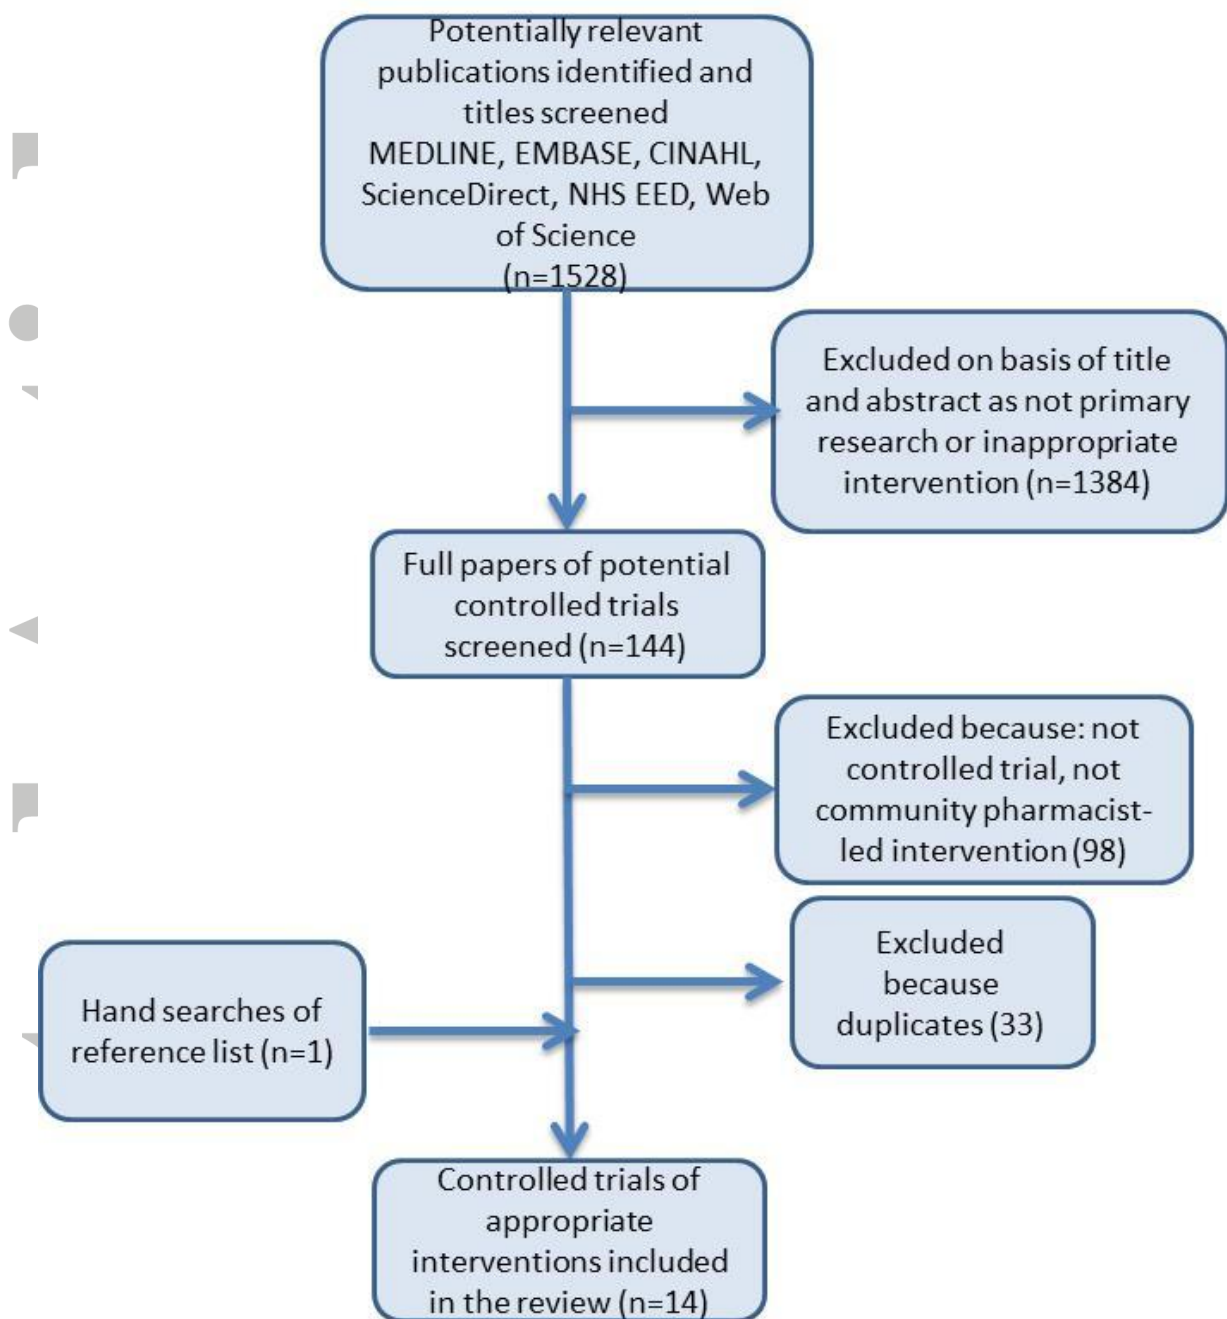 Potentially relevant
publications identified and
titles screened
MEDLINE, EMBASE, CINAHL,
ScienceDirect, NHS EED, Web
of Science
(n=1528)
Excluded on basis of title
and abstract as not primary
research or inappropriate
intervention (n=1384)
Full papers of potential
controlled trials
screened (n=144)
Excluded because: not
controlled trial, not
community pharmacist-
led intervention (98)
Excluded
because
duplicates (33)
Hand searches of
reference list (n=1)
Controlled trials of
appropriate
interventions included
in the review (n=14)